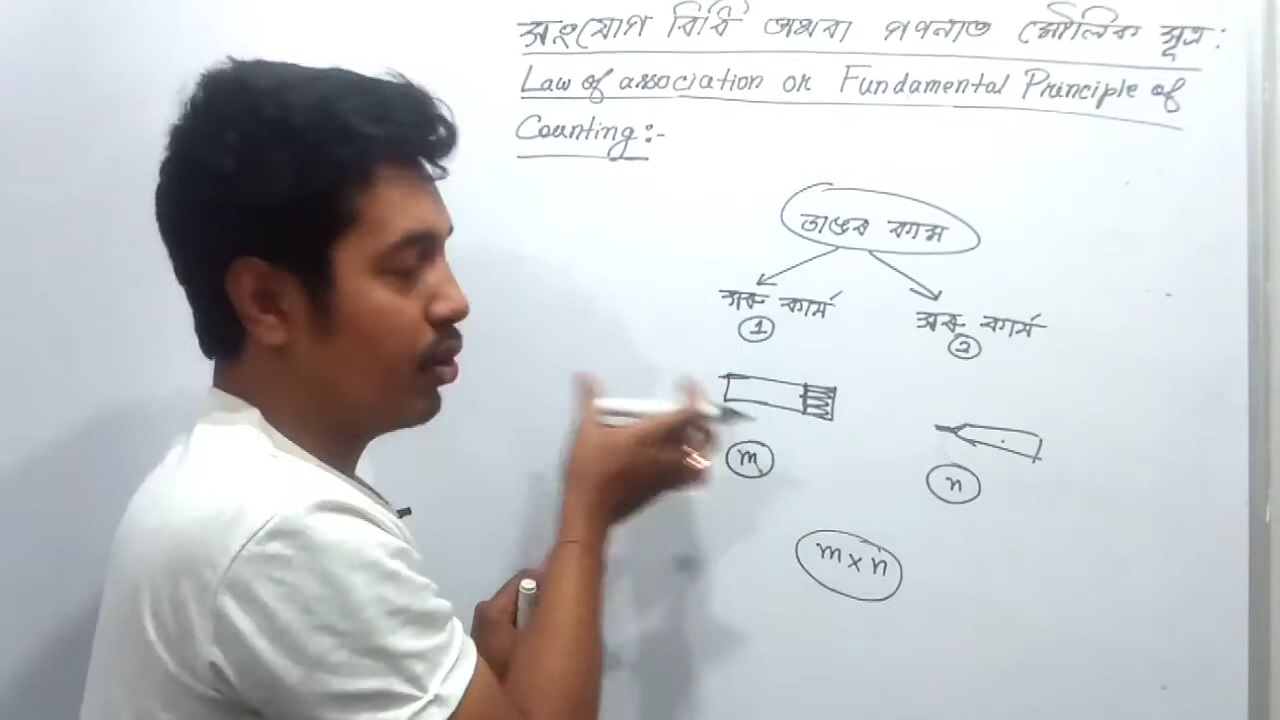 সংযোগ বিধি অথবা গণনাৰ মৌলিক সূত্ৰ:
Law of association or Fundamental Principle of
Counting:-
ডাঙৰ কাম
সৰু কাৰ্য
1
সৰু কাৰ্য
2
m
n
m x n